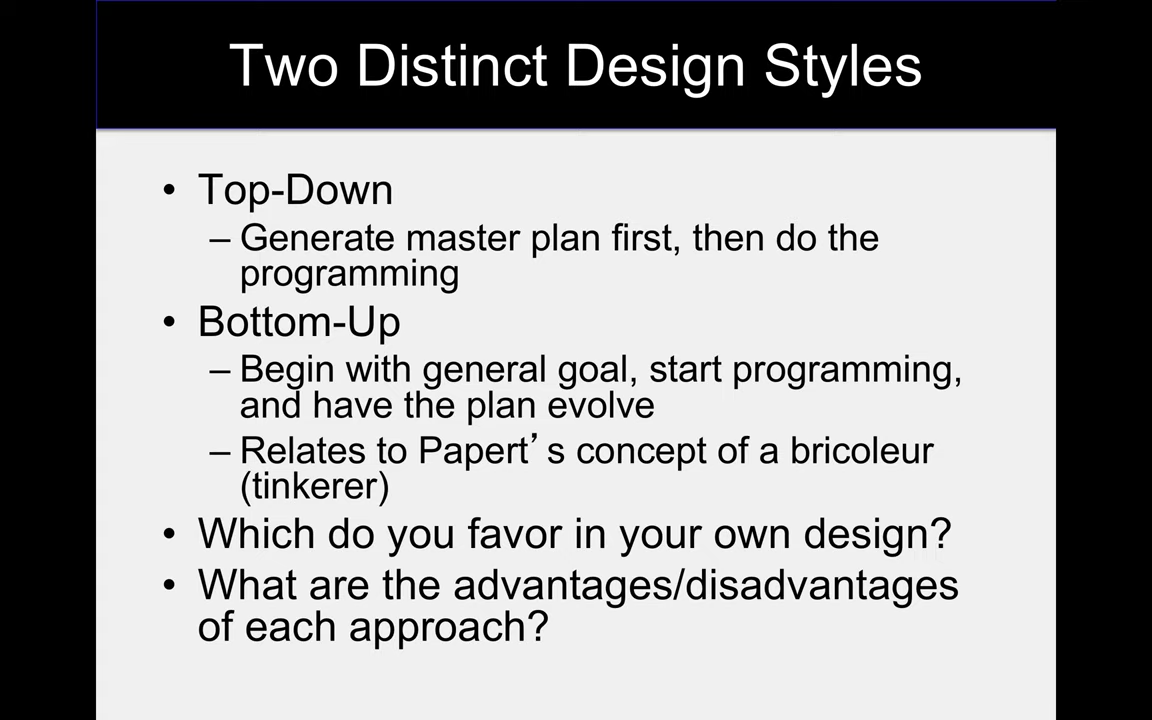 Two Distinct Design Styles
• Top-Down
– Generate master plan first, then do the
programming
• Bottom-Up
– Begin with general goal, start programming,
and have the plan evolve
– Relates to Papert’s concept of a bricoleur
(tinkerer)
• Which do you favor in your own design?
• What are the advantages/disadvantages
of each approach?